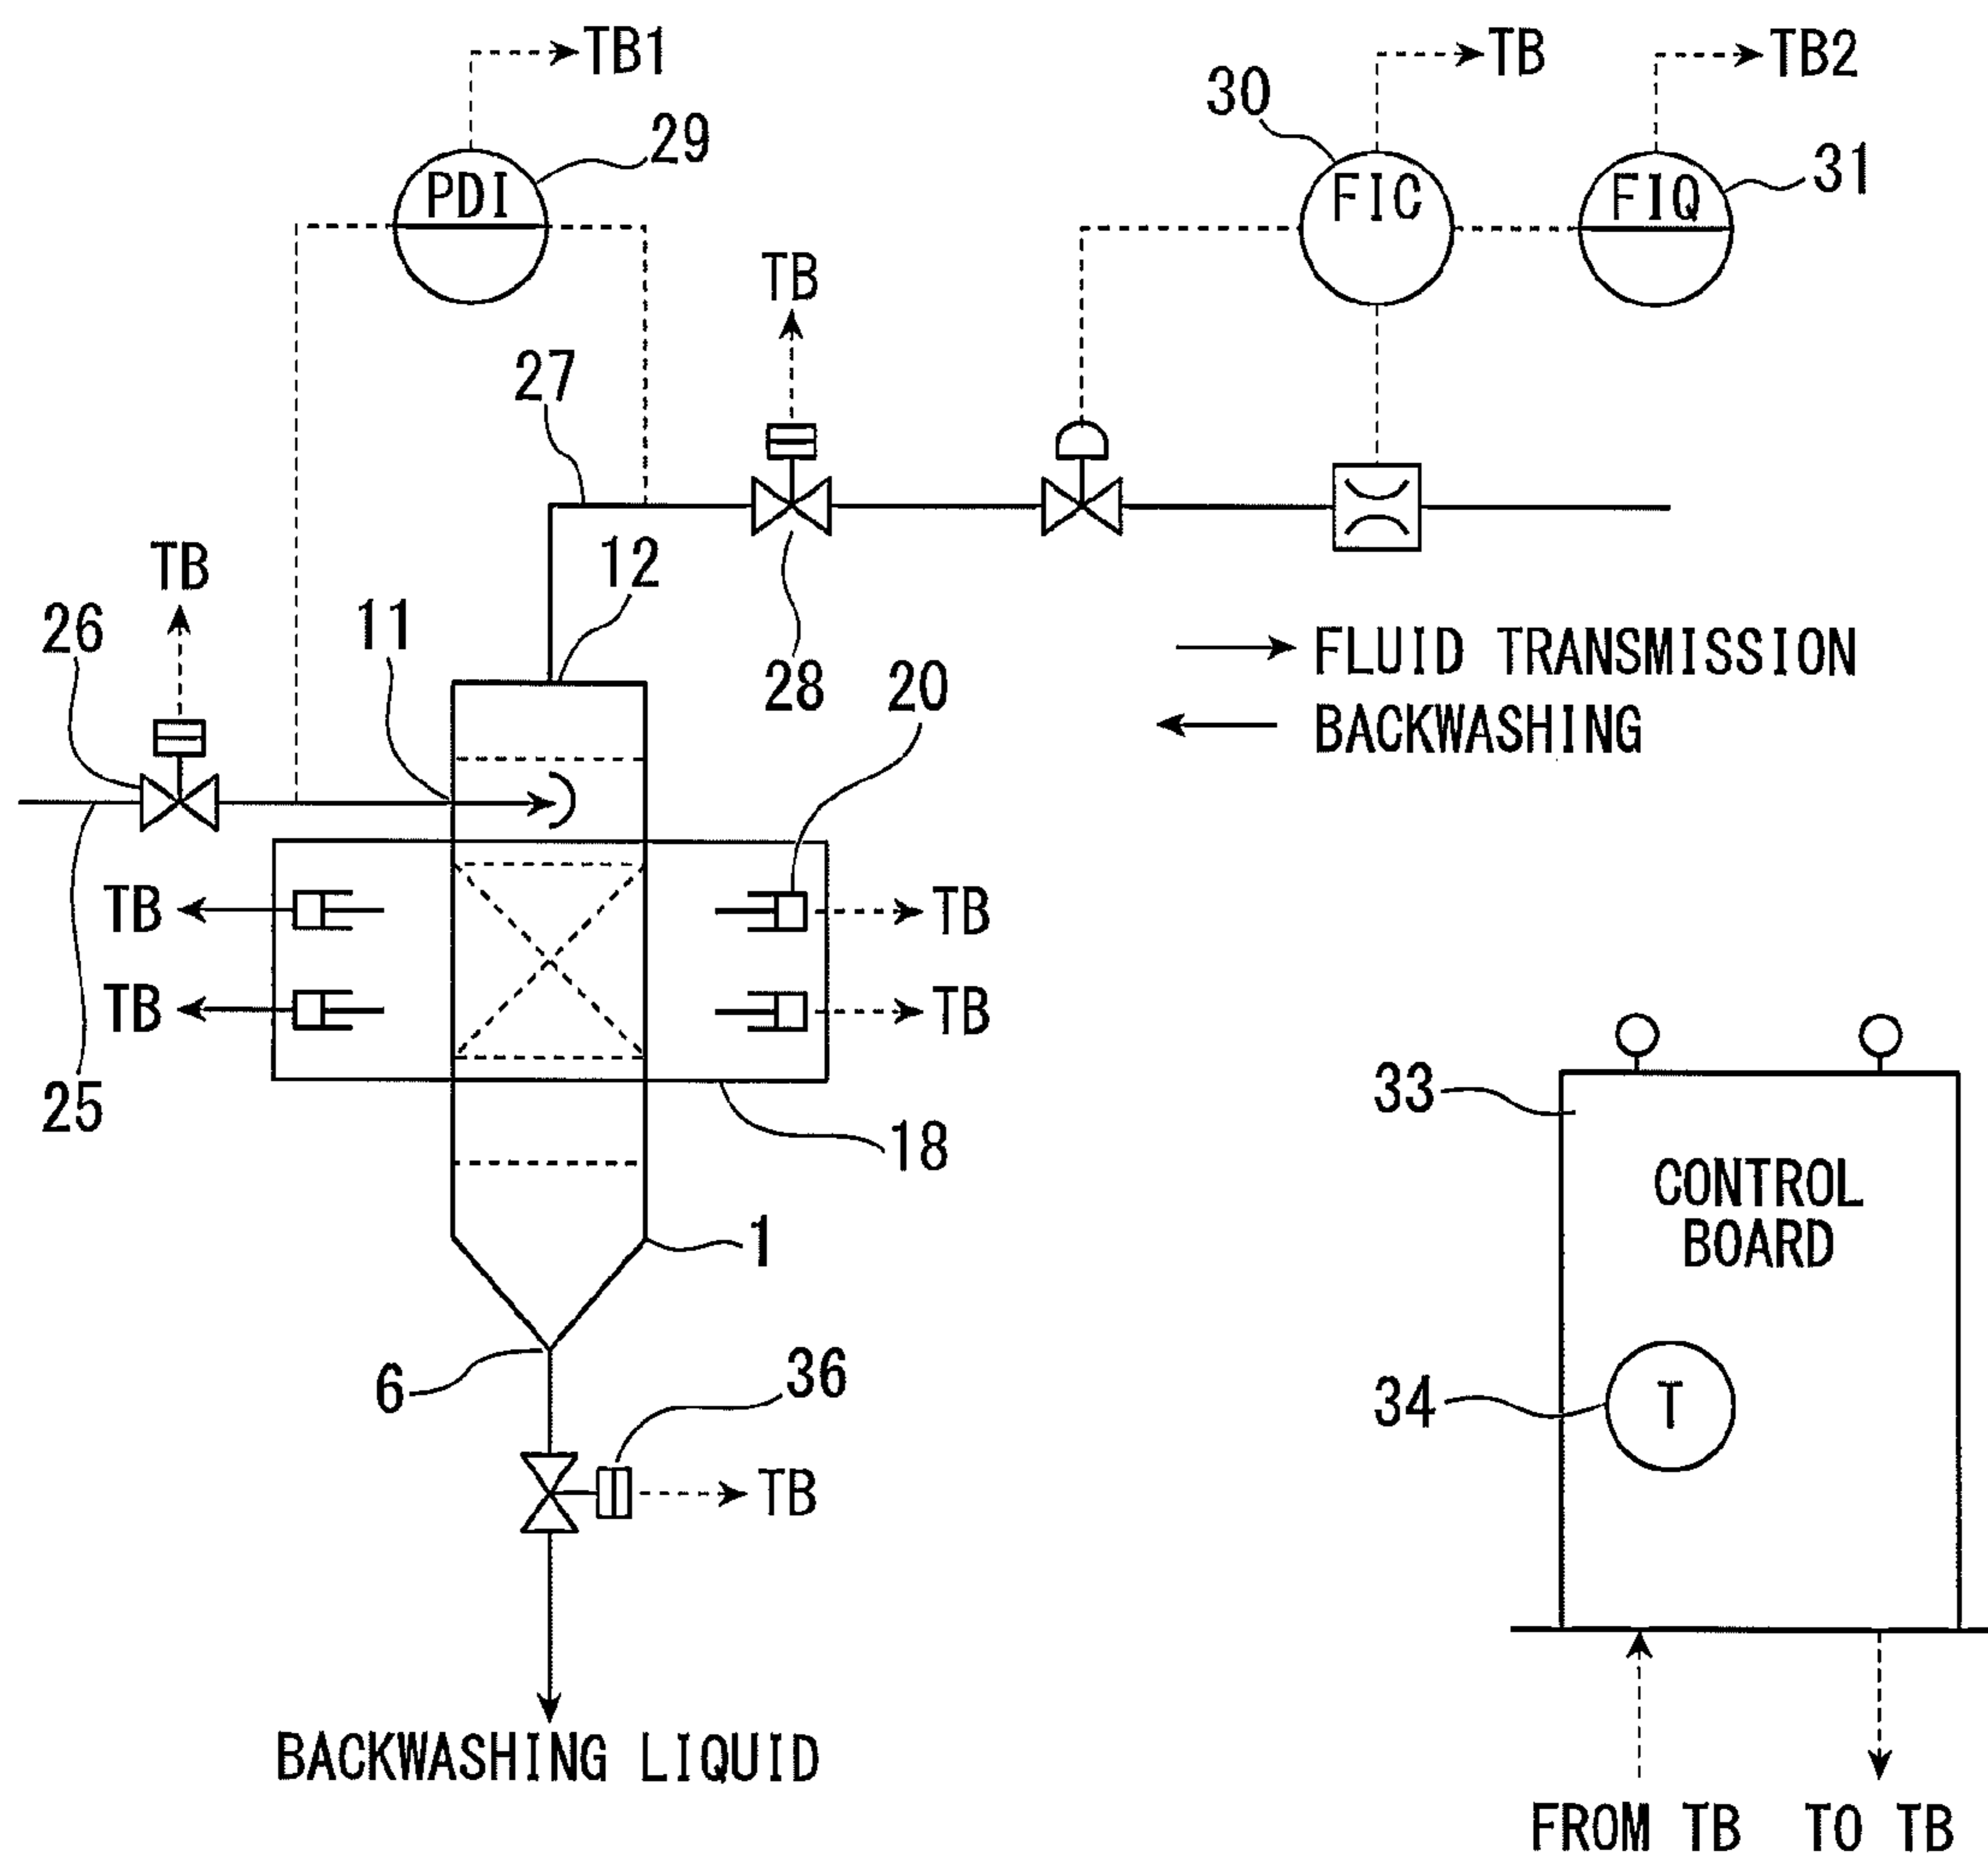 TB1
TB
TB2
30
29
31
PDI
FIC
FIQ
TB
27
TB
12
26
11
FLUID TRANSMISSION
28
20
BACKWASHING
TB
TB
TB
TB
25
33
18
CONTROL
BOARD
1
6
36
34
T
TB
BACKWASHING LIQUID
FROM TB
TO TB